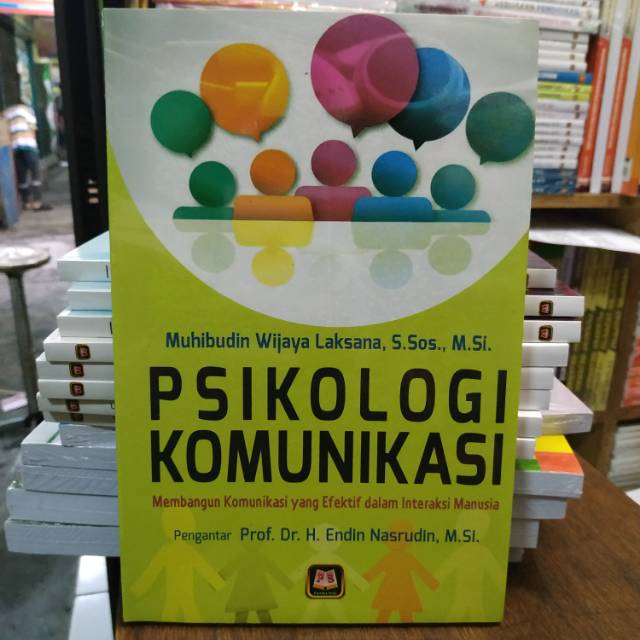 Muhibudin Wijaya Laksana, S.Sos., M.Si.
PSIKOLOGI
KOMUNIKASI
Membangun Komunikasi yang Efektif dalam Interaksi Manusia
Pengantar Prof. Dr. H. Endin Nasrudin, M.Si.